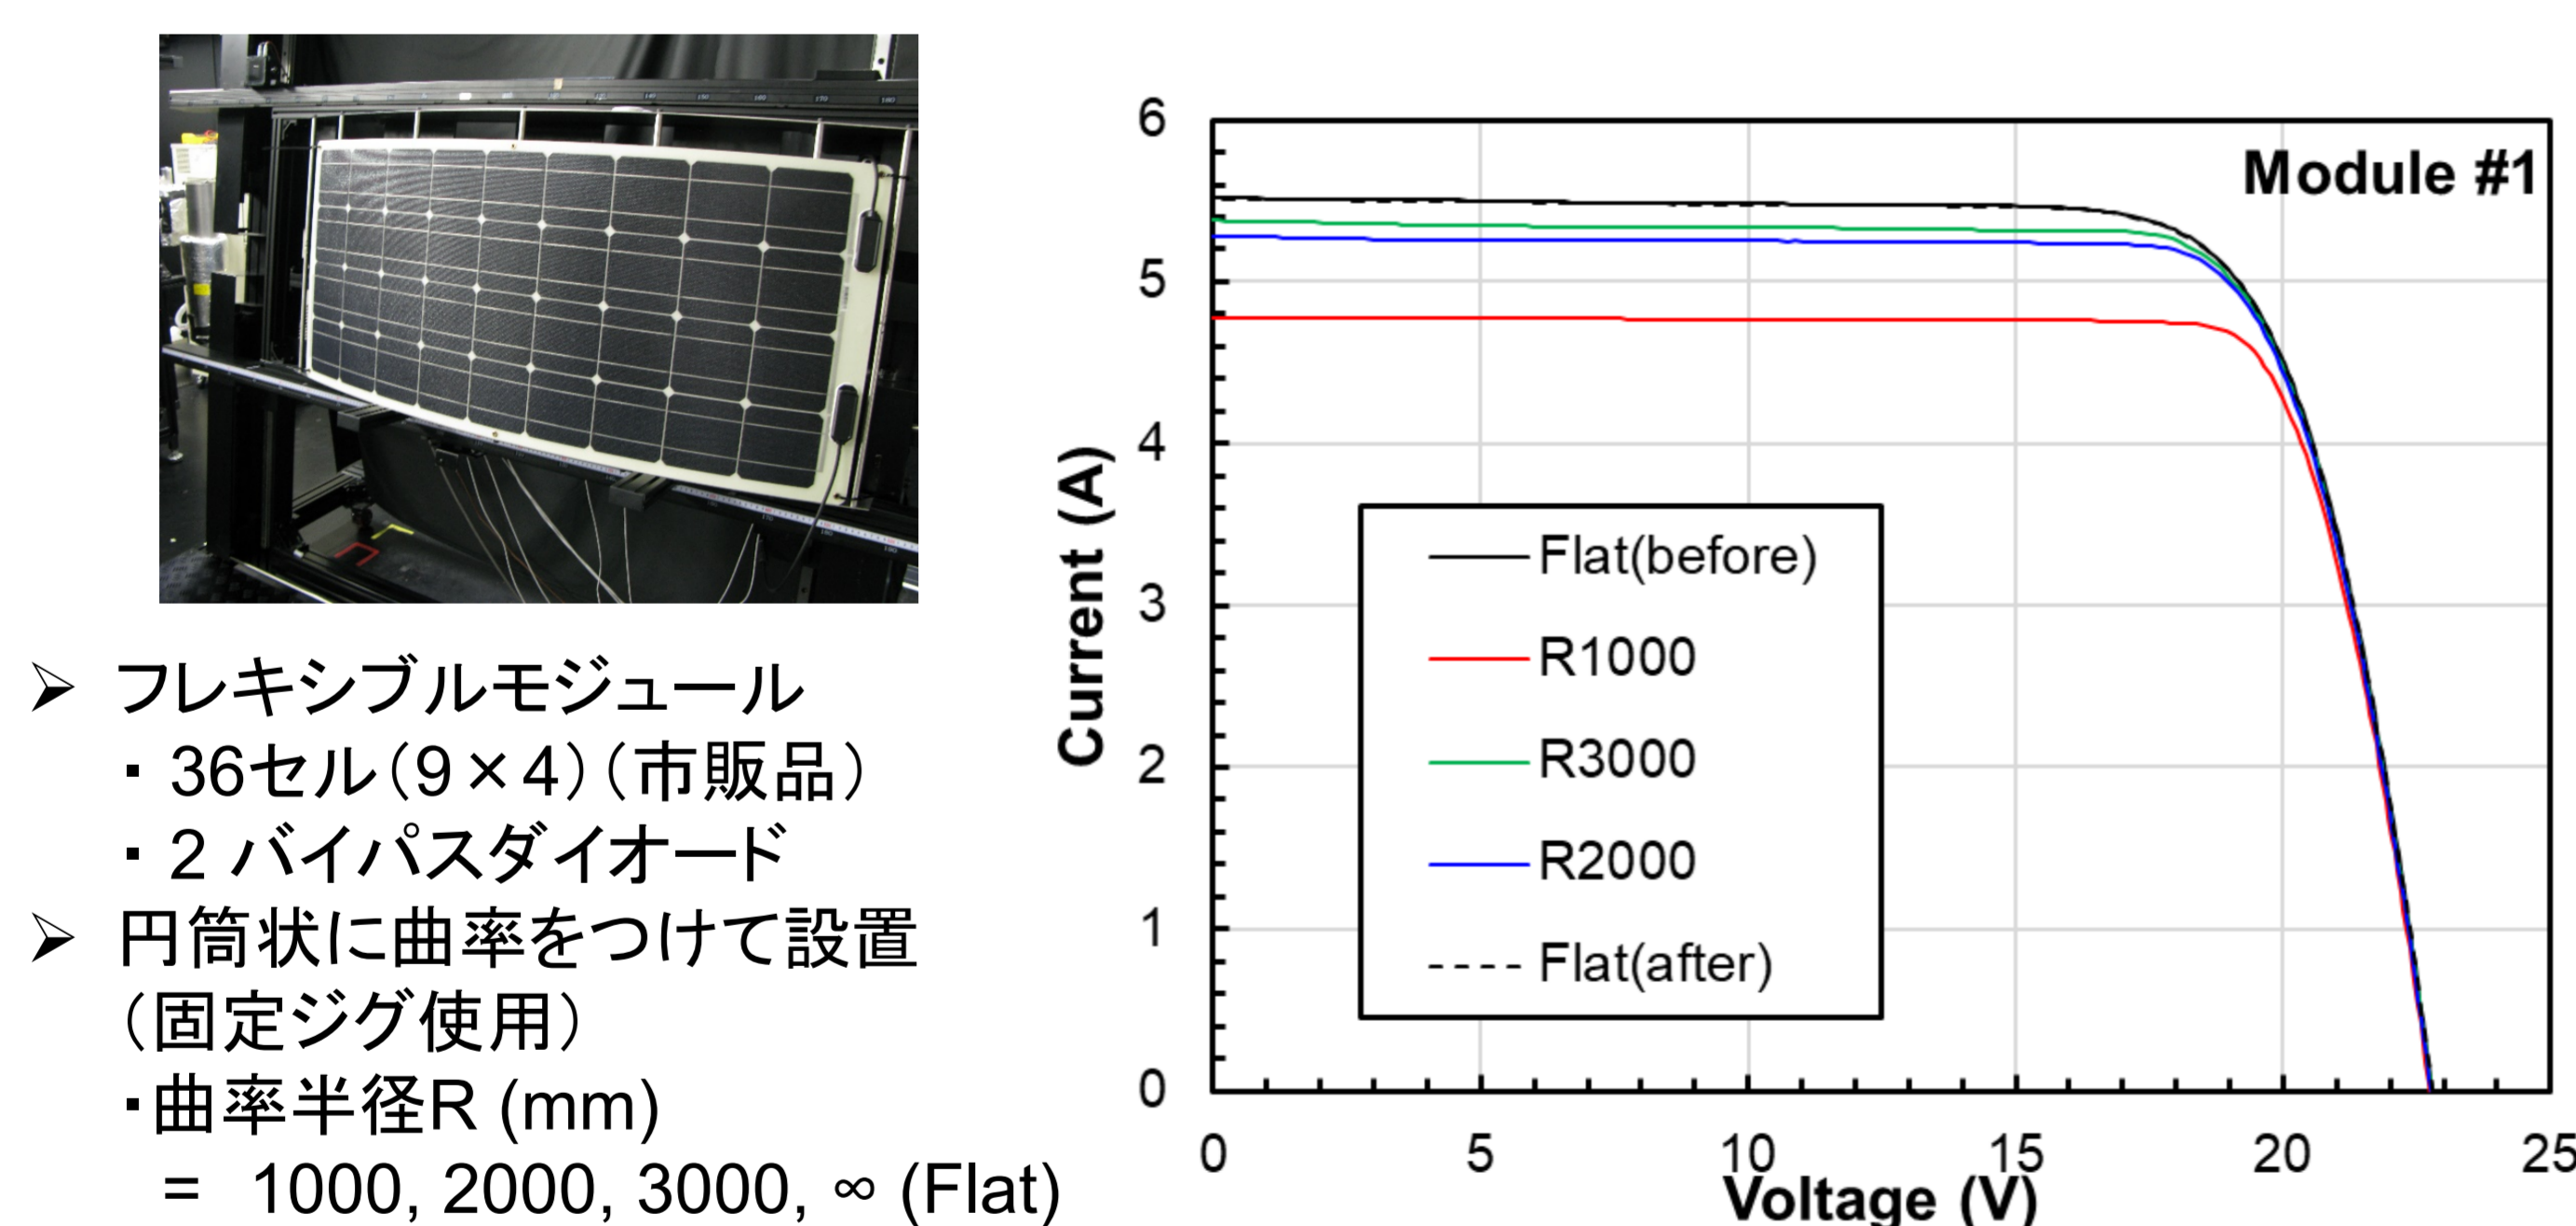 ➢ フレキシブルモジュール
・36セル（9×4）（市販品）
・2 バイパスダイオード
➢ 円筒状に曲率をつけて設置
（固定ジグ使用）
・曲率半径R (mm)
= 1000, 2000, 3000, ∞ (Flat)
Module #1
Current (A)
6
5
4
3
2
1
0
Flat(before)
R1000
R3000
R2000
Flat(after)
0 5 10 15 20 25
Voltage (V)